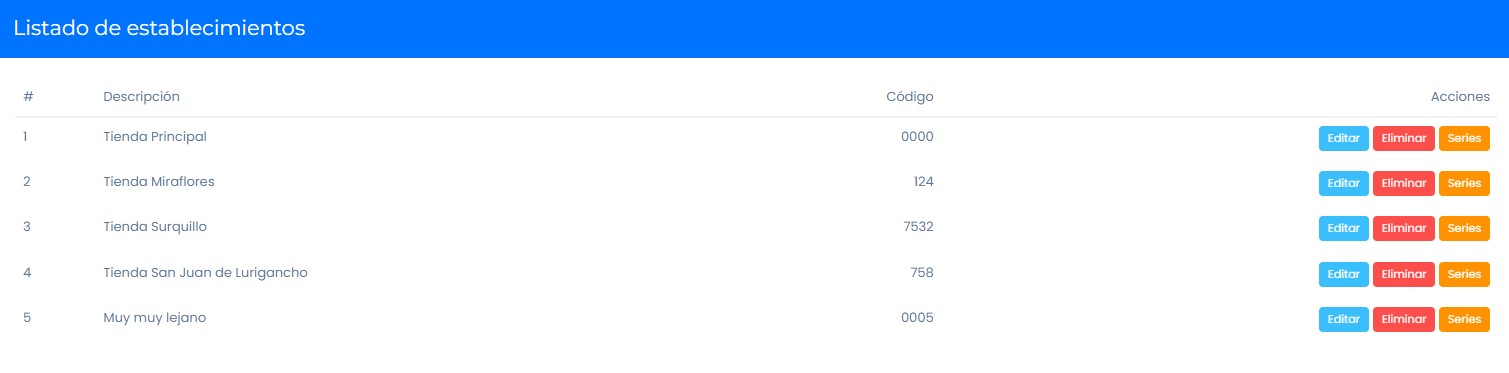 Listado de establecimientos
# Descripción Código Acciones
1 Tienda Principal 0000 Editar Eliminar Series
2 Tienda Miraflores 124 Editar Eliminar Series
3 Tienda Surquillo 7532 Editar Eliminar Series
4 Tienda San Juan de Lurigancho 758 Editar Eliminar Series
5 Muy muy lejano 0005 Editar Eliminar Series